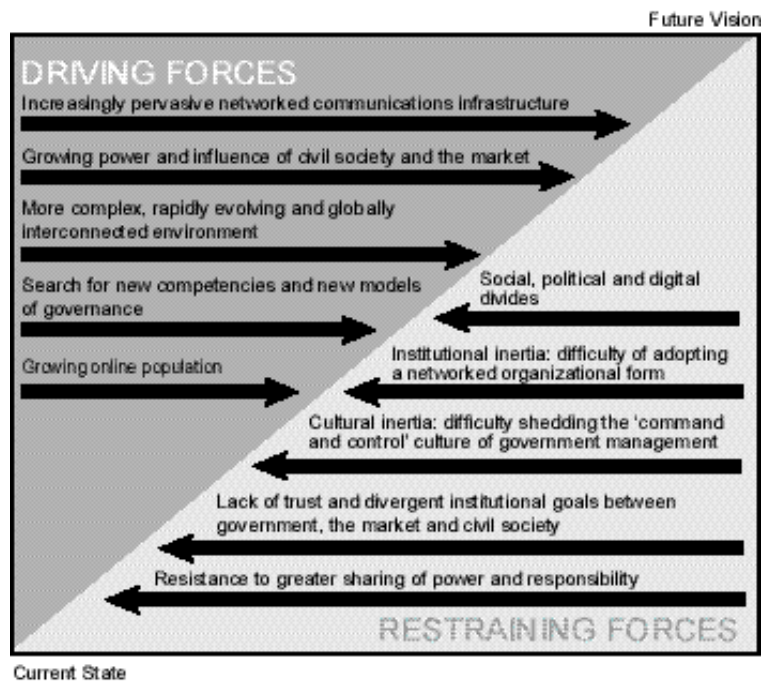 Future Vision
DRIVING FORCES
Increasingly pervasive networked communications infrastructure
Growing power and influence of civil society and the market
More complex, rapidly evolving and globally
interconnected environment
Search for new competencies and new models
of governance
Growing online population
Social, political and digital
divides
Institutional inertia: difficulty of adopting
a networked organizational form
Cultural inertia: difficulty shedding the 'command
and control' culture of government management
Lack of trust and divergent institutional goals between
government, the market and civil society
Resistance to greater sharing of power and responsibility
RESTRAINING FORCES
Current State